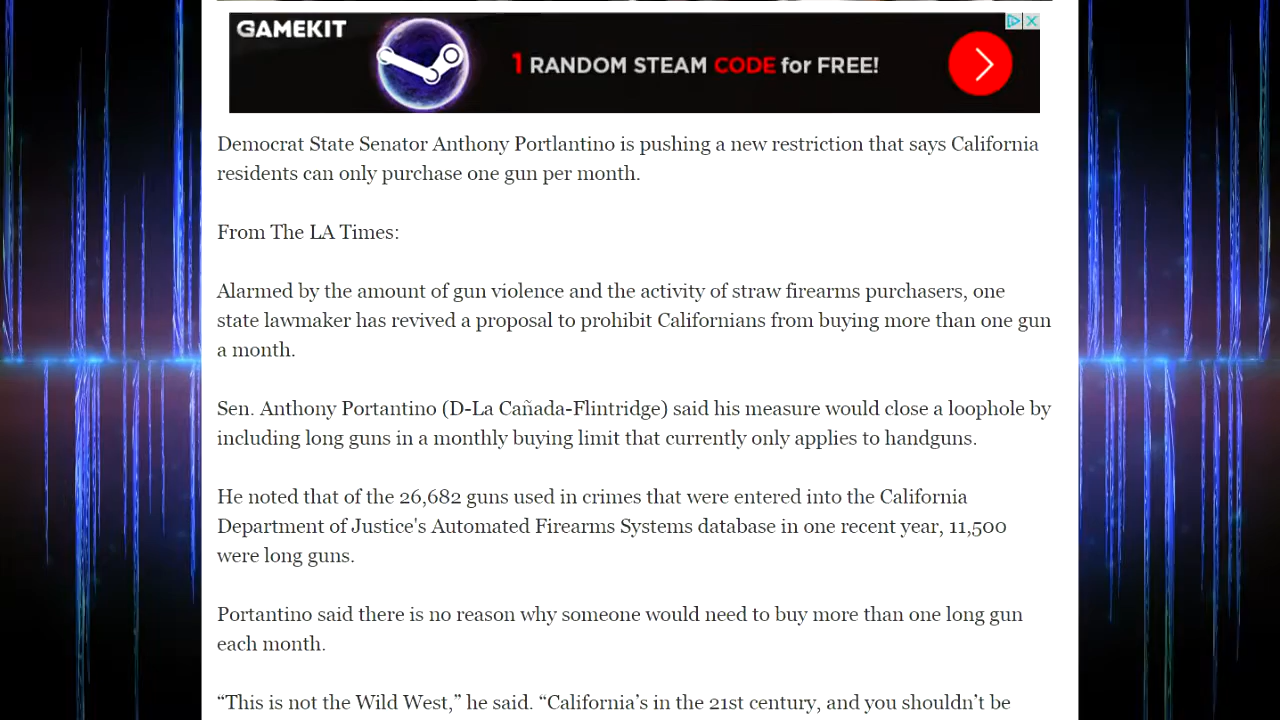 GAMEKIT
1 RANDOM STEAM CODE for FREE!
Democrat State Senator Anthony Portlantino is pushing a new restriction that says California
residents can only purchase one gun per month.
From The LA Times:
Alarmed by the amount of gun violence and the activity of straw firearms purchasers, one
state lawmaker has revived a proposal to prohibit Californians from buying more than one gun
a month.
Sen. Anthony Portantino (D-La Cañada-Flintridge) said his measure would close a loophole by
including long guns in a monthly buying limit that currently only applies to handguns.
He noted that of the 26,682 guns used in crimes that were entered into the California
Department of Justice's Automated Firearms Systems database in one recent year, 11,500
were long guns.
Portantino said there is no reason why someone would need to buy more than one long gun
each month.
“This is not the Wild West,” he said. “California’s in the 21st century, and you shouldn’t be